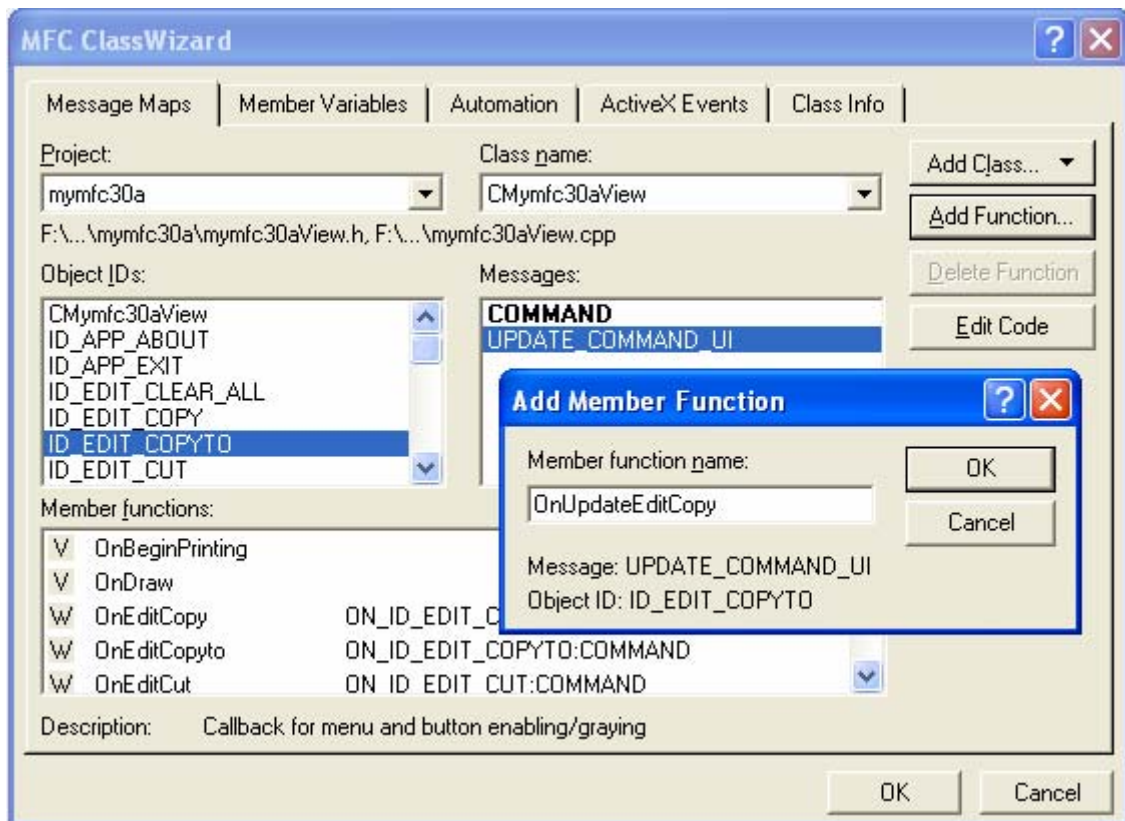 MFC ClassWizard
Message Maps Member Variables Automation ActiveX Events Class Info
Project:
mymfc30a
Class name:
CMymfc30aView
Add Class...
Add Function...
Delete Function
Edit Code
F:\...\mymfc30a\mymfc30aView.h, F:\...\mymfc30aView.cpp
Object IDs:
CMymfc30aView
ID_APP_ABOUT
ID_APP_EXIT
ID_EDIT_CLEAR_ALL
ID_EDIT_COPY
ID_EDIT_COPYTO
ID_EDIT_CUT
Messages:
COMMAND
UPDATE_COMMAND_UI
Add Member Function
Member function name:
OnUpdateEditCopy
OK
Cancel
Message: UPDATE_COMMAND_UI
Object ID: ID_EDIT_COPYTO
Member functions:
V OnBeginPrinting
V OnDraw
W OnEditCopy ON_ID_EDIT_C
W OnEditCopyto ON_ID_EDIT_COPYTO:COMMAND
W OnEditCut ON_ID_EDIT_CUT:COMMAND
Description: Callback for menu and button enabling/graying
OK Cancel